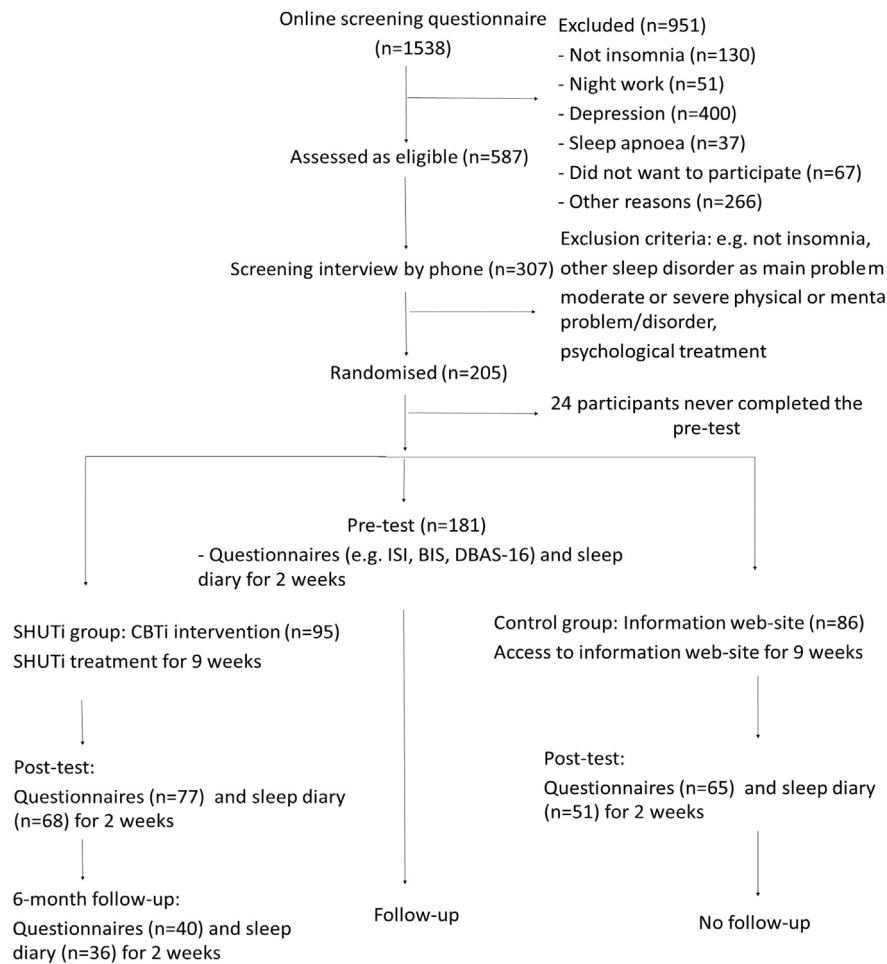 Online screening questionnaire
(n=1538)
Excluded (n=951)
- Not insomnia (n=130)
- Night work (n=51)
- Depression (n=400)
- Sleep apnoea (n=37)
- Did not want to participate (n=67)
- Other reasons (n=266)
Assessed as eligible (n=587)
Screening interview by phone (n=307)
Exclusion criteria: e.g. not insomnia,
other sleep disorder as main problem
moderate or severe physical or menta
problem/disorder,
psychological treatment
Randomised (n=205)
24 participants never completed the
pre-test
Pre-test (n=181)
- Questionnaires (e.g. ISI, BIS, DBAS-16) and sleep
diary for 2 weeks
SHUTi group: CBTi intervention (n=95)
SHUTi treatment for 9 weeks
Control group: Information web-site (n=86)
Access to information web-site for 9 weeks
Post-test:
Questionnaires (n=77) and sleep diary
(n=68) for 2 weeks
Post-test:
Questionnaires (n=65) and sleep diary
(n=51) for 2 weeks
6-month follow-up:
Questionnaires (n=40) and sleep
diary (n=36) for 2 weeks
Follow-up
No follow-up